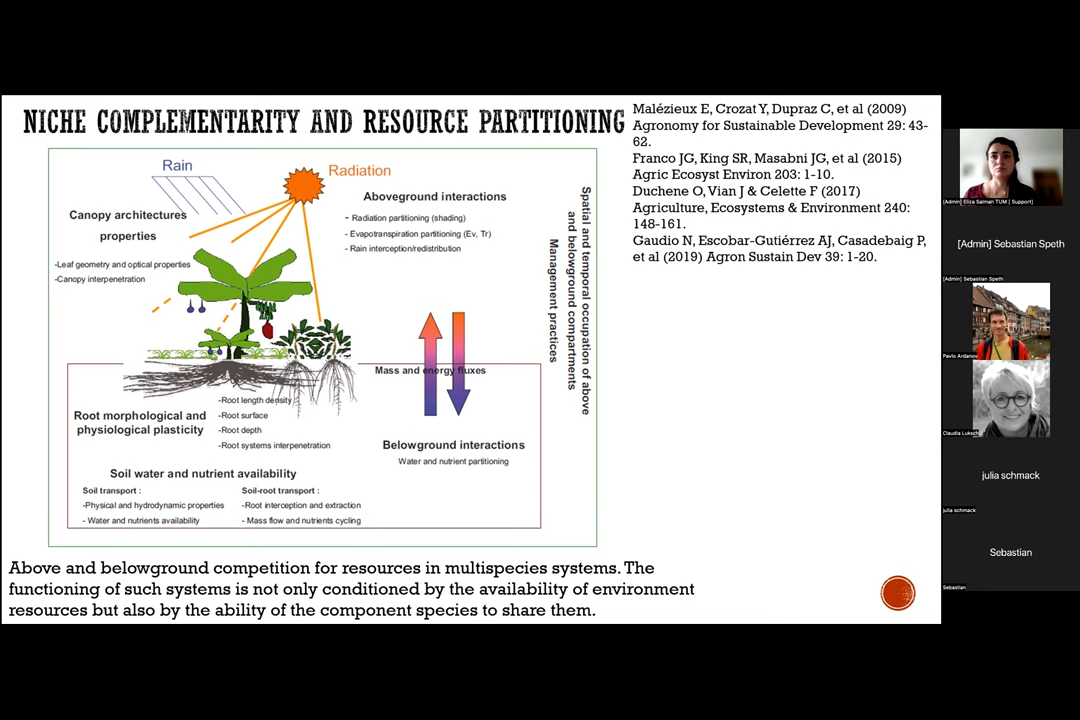 NICHE COMPLEMENTARITY AND RESOURCE PARTITIONING
Rain
Radiation
Canopy architectures
properties
-Leaf geometry and optical properties
-Canopy interpenetration
Aboveground interactions
- Radiation partitioning (shading)
- Evapotranspiration partitioning (Ev, Tr)
- Rain interception/redistribution
Spatial and temporal occupation of above
and belowground compartments
Management practices
Mass and energy fluxes
Root morphological and
physiological plasticity
-Root length density
-Root surface
-Root depth
-Root systems interpenetration
Belowground interactions
Water and nutrient partitioning
Soil water and nutrient availability
Soil transport :
-Physical and hydrodynamic properties
- Water and nutrients availability
Soil-root transport :
-Root interception and extraction
- Mass flow and nutrients cycling
Above and belowground competition for resources in multispecies systems. The
functioning of such systems is not only conditioned by the availability of environment
resources but also by the ability of the component species to share them.
Malézieux E, Crozat Y, Dupraz C, et al (2009)
Agronomy for Sustainable Development 29: 43-
62.
Franco JG, King SR, Masabni JG, et al (2015)
Agric Ecosyst Environ 203: 1-10.
Duchene O, Vian J & Celette F (2017)
Agriculture, Ecosystems & Environment 240:
148-161.
Gaudio N, Escobar-Gutiérrez AJ, Casadebaig P,
et al (2019) Agron Sustain Dev 39: 1-20.
[Admin] Eliza Salman TUM [ Support]
[Admin] Sebastian Speth
[Admin] Sebastian Speth
Pavlo Ardanov
Claudia Luksch
julia schmack
julia schmack
Sebastian
Sebastian